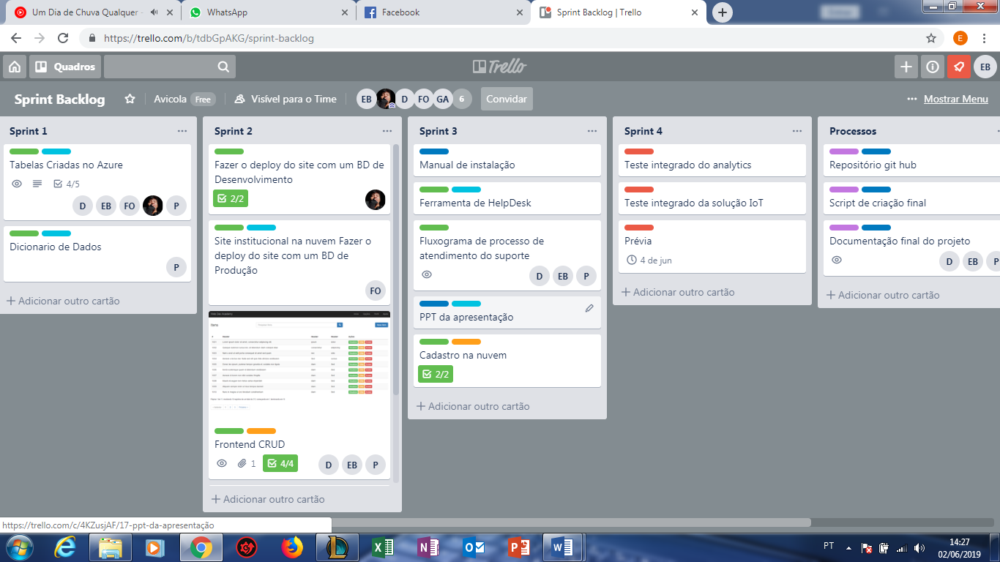 Um Dia de Chuva Qualquer -
WhatsApp
Facebook
Sprint Backlog | Trello
https://trello.com/b/tdbGpAKG/sprint-backlog
E
Quadros
Trello
EB
Sprint Backlog
Avicola
Free
Visível para o Time
EB
D
FO
GA
6
Convidar
Mostrar Menu
Sprint 1
Tabelas Criadas no Azure
4/5
D
EB
FO
P
Dicionario de Dados
P
Adicionar outro cartão
Sprint 2
Fazer o deploy do site com um BD de
Desenvolvimento
2/2
Site institucional na nuvem Fazer o
deploy do site com um BD de
Produção
FO
Frontend CRUD
1
4/4
D
EB
P
Adicionar outro cartão
Sprint 3
Manual de instalação
Ferramenta de HelpDesk
Fluxograma de processo de
atendimento do suporte
D
EB
P
PPT da apresentação
Cadastro na nuvem
2/2
Adicionar outro cartão
Sprint 4
Teste integrado do analytics
Teste integrado da solução IoT
Prévia
4 de jun
Adicionar outro cartão
Processos
Repositório git hub
Script de criação final
Documentação final do projeto
D
EB
P
Adicionar outro cartão
https://trello.com/c/4KZusjAF/17-ppt-da-apresentação
PT
14:27
02/06/2019